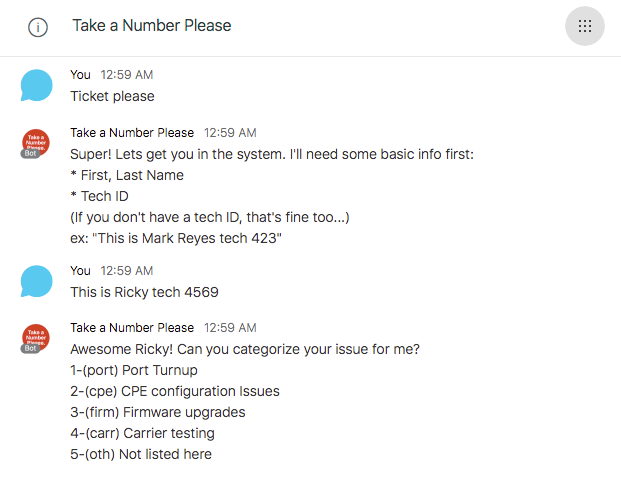 Take a Number Please
You 12:59 AM
Ticket please
Take a Number Please 12:59 AM
Take a
Number
Please.
Bot
Super! Lets get you in the system. I'll need some basic info first:
* First, Last Name
* Tech ID
(If you don't have a tech ID, that's fine too...)
ex: "This is Mark Reyes tech 423"
You 12:59 AM
This is Ricky tech 4569
Take a Number Please 12:59 AM
Take a
Number
Please.
Bot
Awesome Ricky! Can you categorize your issue for me?
1-(port) Port Turnup
2-(cpe) CPE configuration Issues
3-(firm) Firmware upgrades
4-(carr) Carrier testing
5-(oth) Not listed here